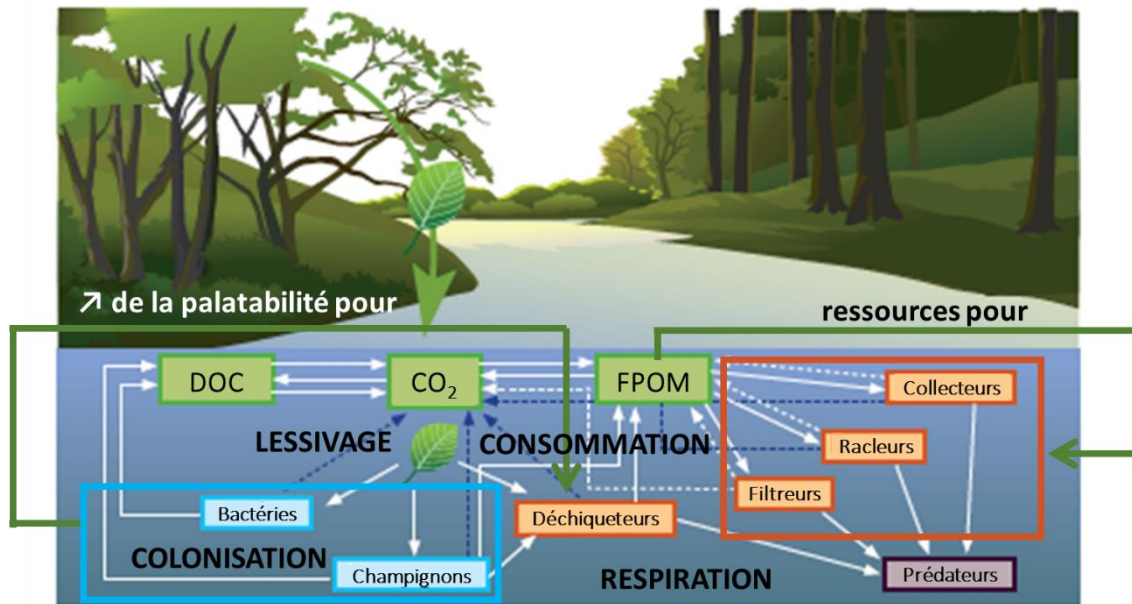 ↗ de la palatabilité pour
ressources pour
DOC
CO₂
FPOM
Collecteurs
LESSIVAGE
CONSOMMATION
Racleurs
Filtreurs
Bactéries
Déchiqueteurs
COLONISATION
Champignons
RESPIRATION
Prédateurs